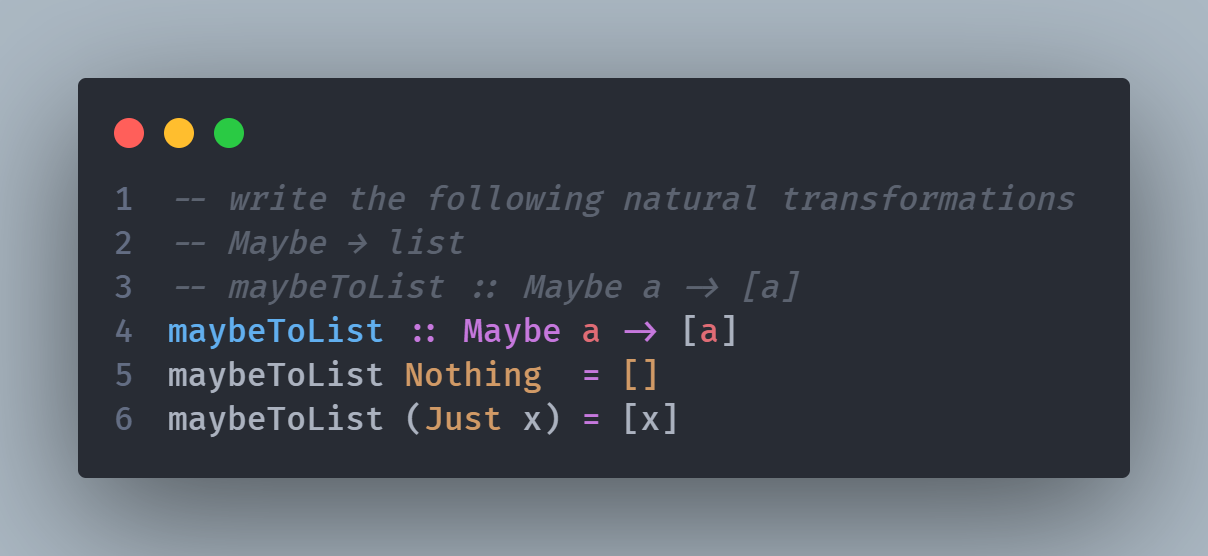 1 -- write the following natural transformations
2 -- Maybe -> list
3 -- maybeToList :: Maybe a -> [a]
4 maybeToList :: Maybe a -> [a]
5 maybeToList Nothing  = []
6 maybeToList (Just x) = [x]